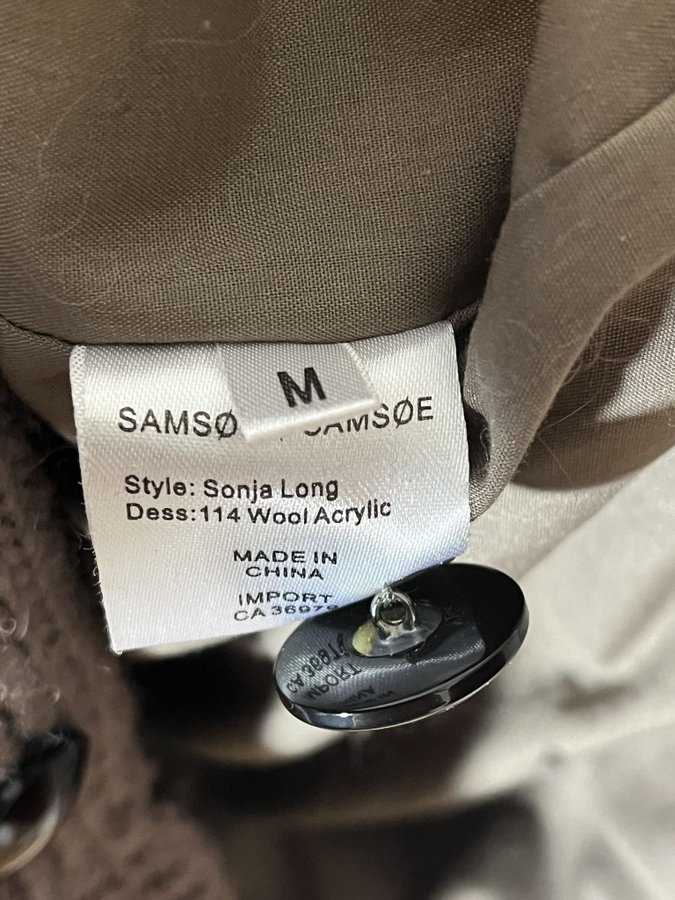 M
SAMSØ SAMSØE
Style: Sonja Long
Dess:114 Wool Acrylic
MADE IN
CHINA
IMPORT